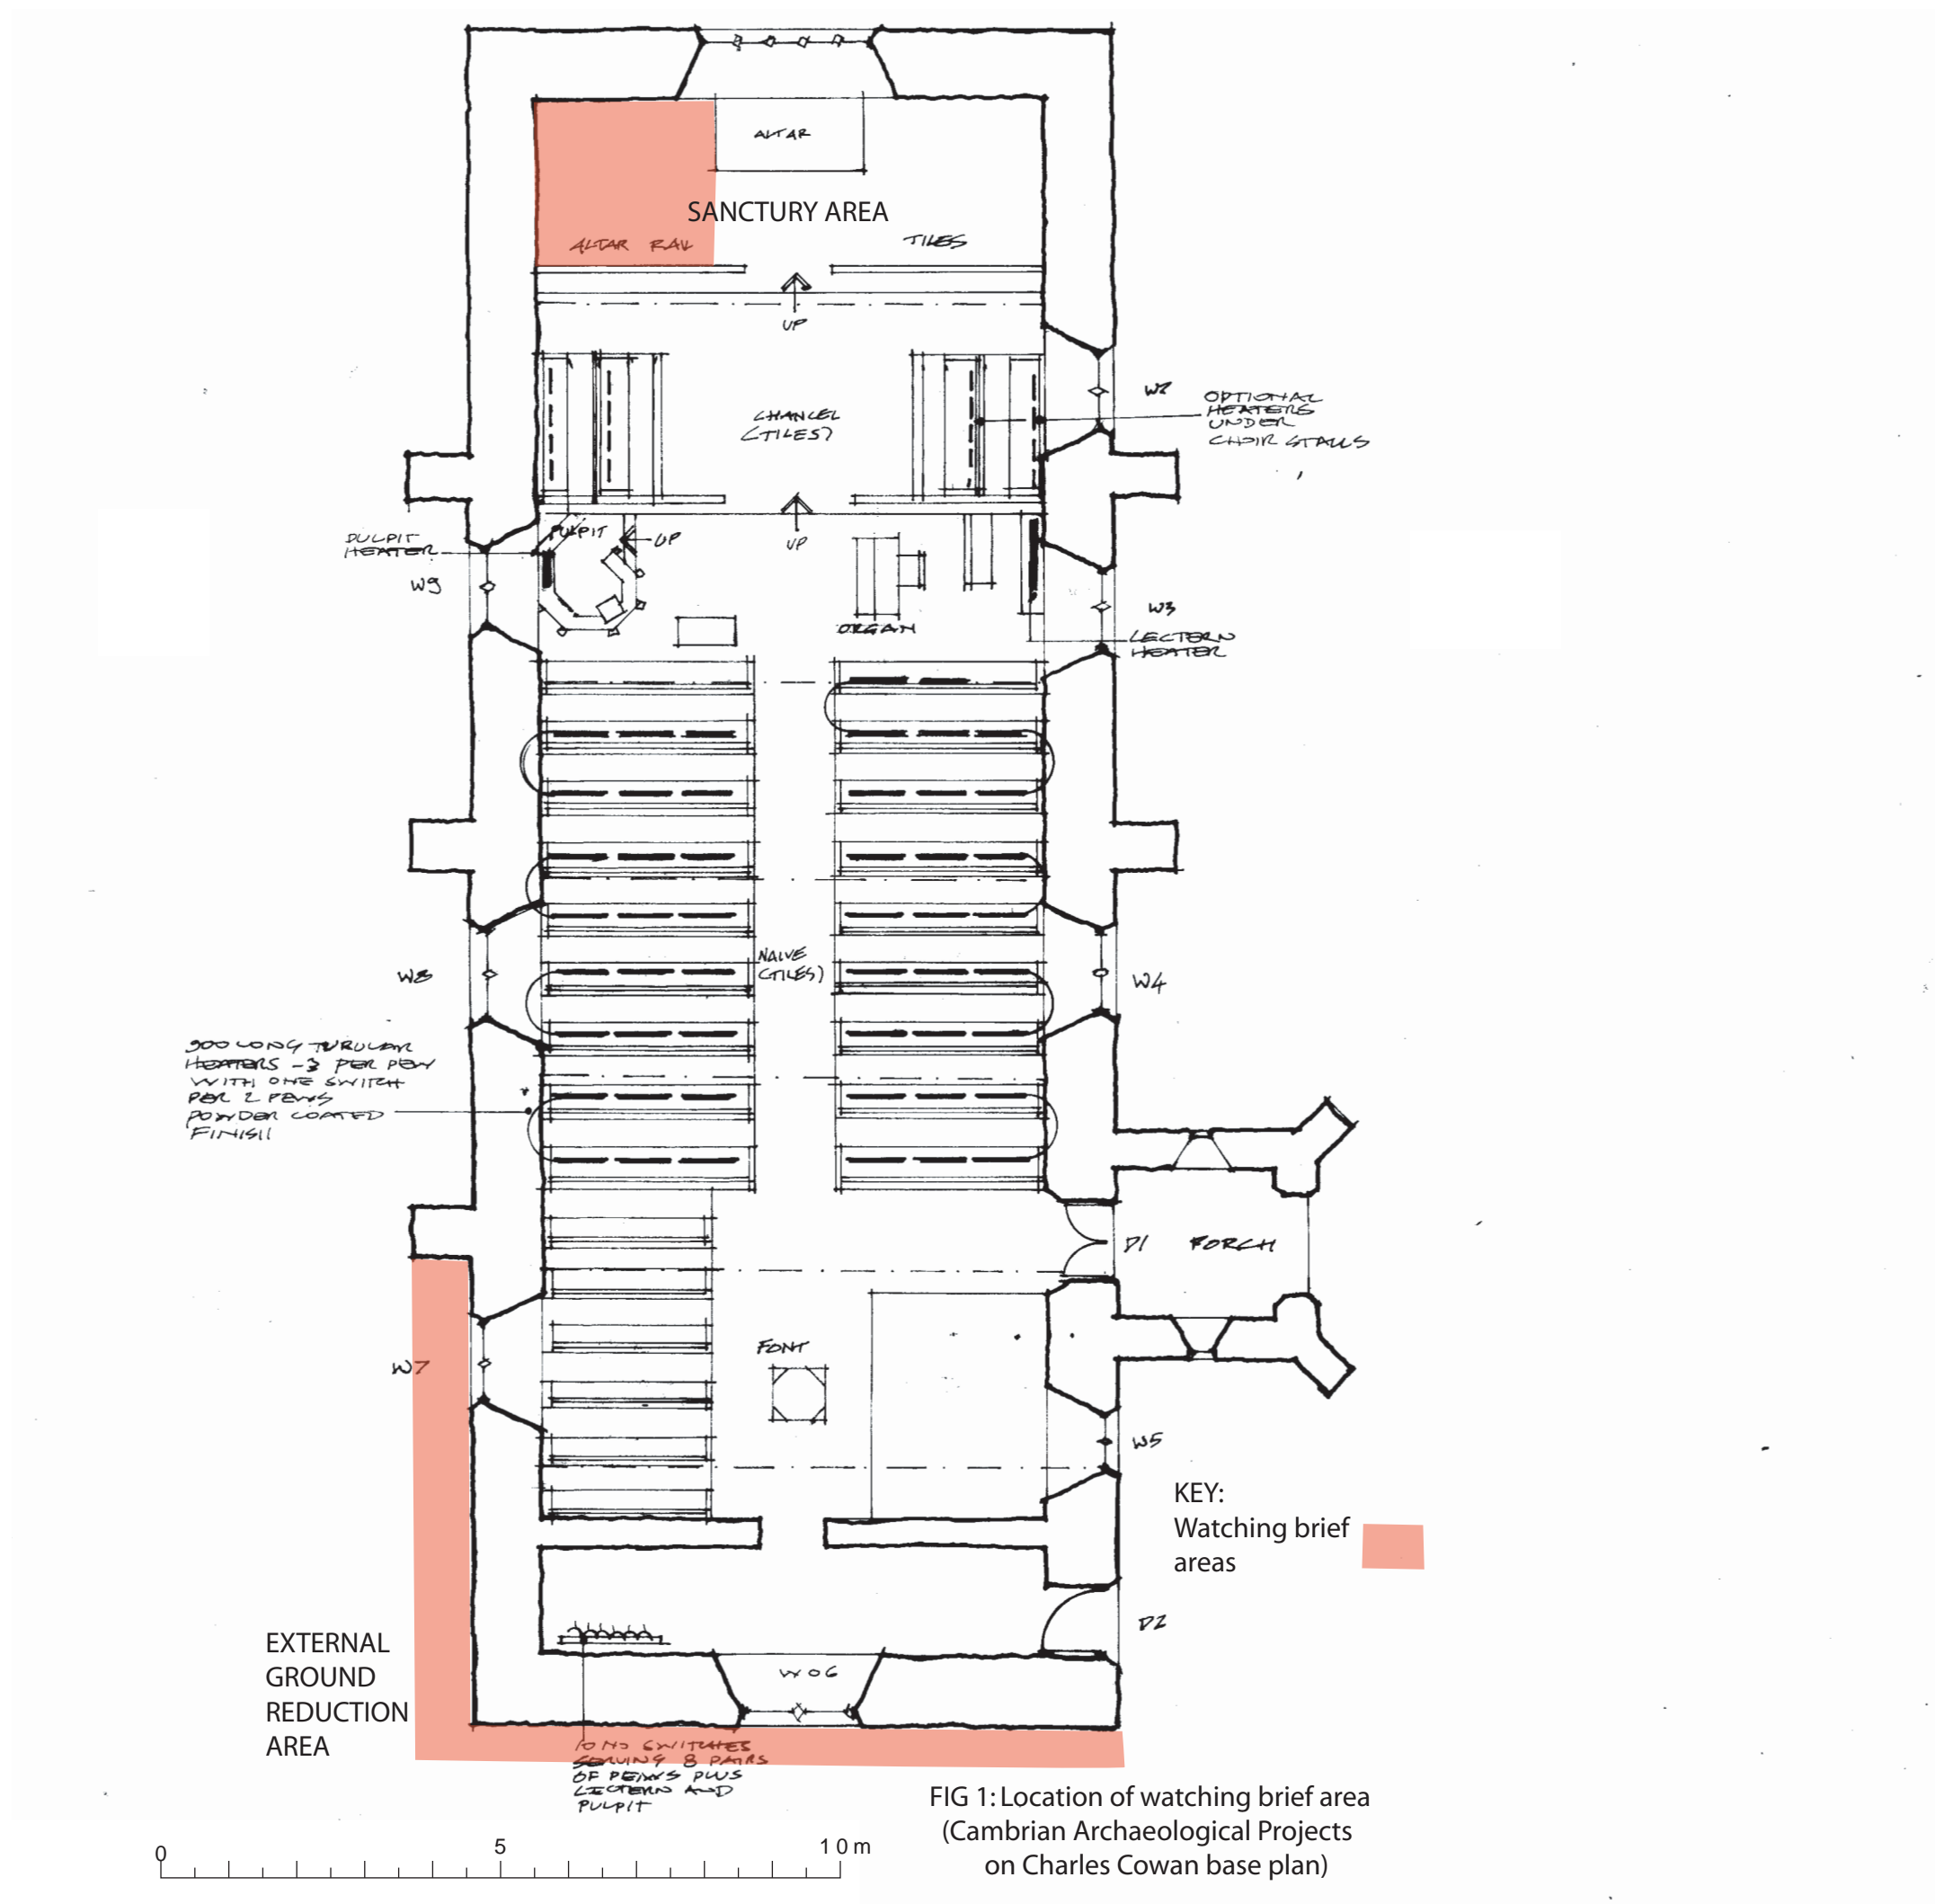 ALTAR
SANCTURY AREA
ALTAR RAIL
TILES
UP
CHANCEL
(TILES)
W2
OPTIONAL
HEATERS
UNDER
CHOIR STALLS
PULPIT
UP
UP
PULPIT
HEATER
W9
W3
ORGAN
LECTERN
HEATER
NAIVE
(TILES)
W8
W4
900 LONG TUBULAR
HEATERS - 3 PER PEW
WITH ONE SWITCH
PER 2 PEWS
POWDER COATED
FINISH
D1
PORCH
FONT
W7
W5
KEY:
Watching brief
areas
D2
EXTERNAL
GROUND
REDUCTION
AREA
W06
10 NO SWITCHES
SERVING 8 PAIRS
OF PEWS PLUS
LECTERN AND
PULPIT
FIG 1: Location of watching brief area
(Cambrian Archaeological Projects
on Charles Cowan base plan)
0 5 10m